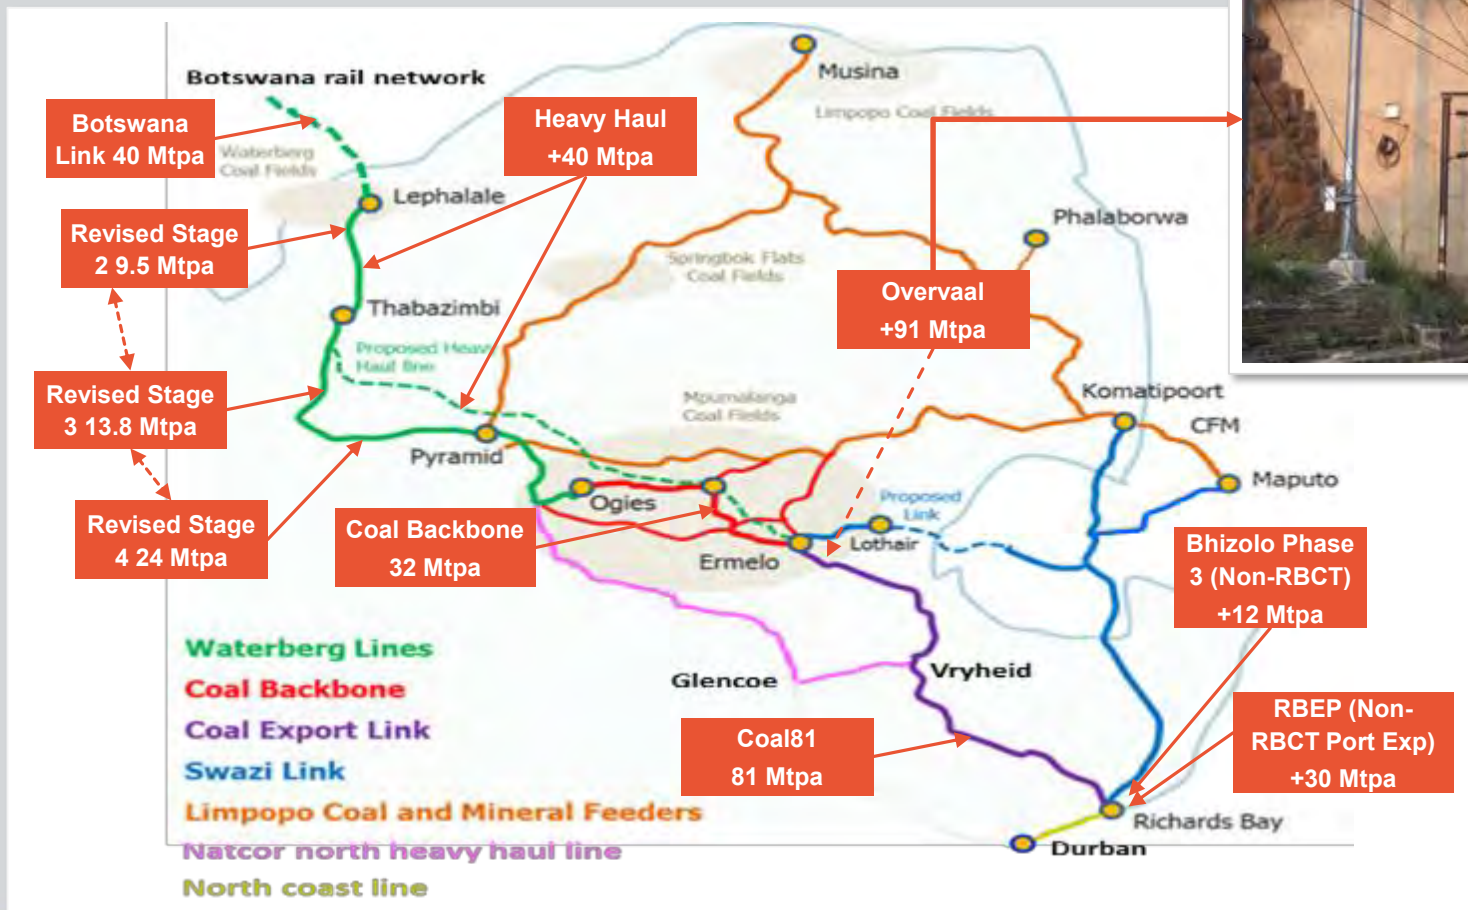 Botswana rail network
Musina
Botswana
Link 40 Mtpa
Heavy Haul
+40 Mtpa
Limpopo Coal Fields
Waterberg
Coal Fields
Lephalale
Phalaborwa
Revised Stage
2 9.5 Mtpa
Springbok Flats
Coal Fields
Overvaal
+91 Mtpa
Thabazimbi
Proposed Heavy
Haul line
Revised Stage
3 13.8 Mtpa
Mpumalanga
Coal Fields
Komatipoort
CFM
Pyramid
Maputo
Ogies
Proposed
Link
Revised Stage
4 24 Mtpa
Coal Backbone
32 Mtpa
Lothair
Ermelo
Bhizolo Phase
3 (Non-RBCT)
+12 Mtpa
Waterberg Lines
Coal Backbone
Coal Export Link
Swazi Link
Limpopo Coal and Mineral Feeders
Natcor north heavy haul line
North coast line
Glencoe
Vryheid
Coal81
81 Mtpa
RBEP (Non-
RBCT Port Exp)
+30 Mtpa
Richards Bay
Durban